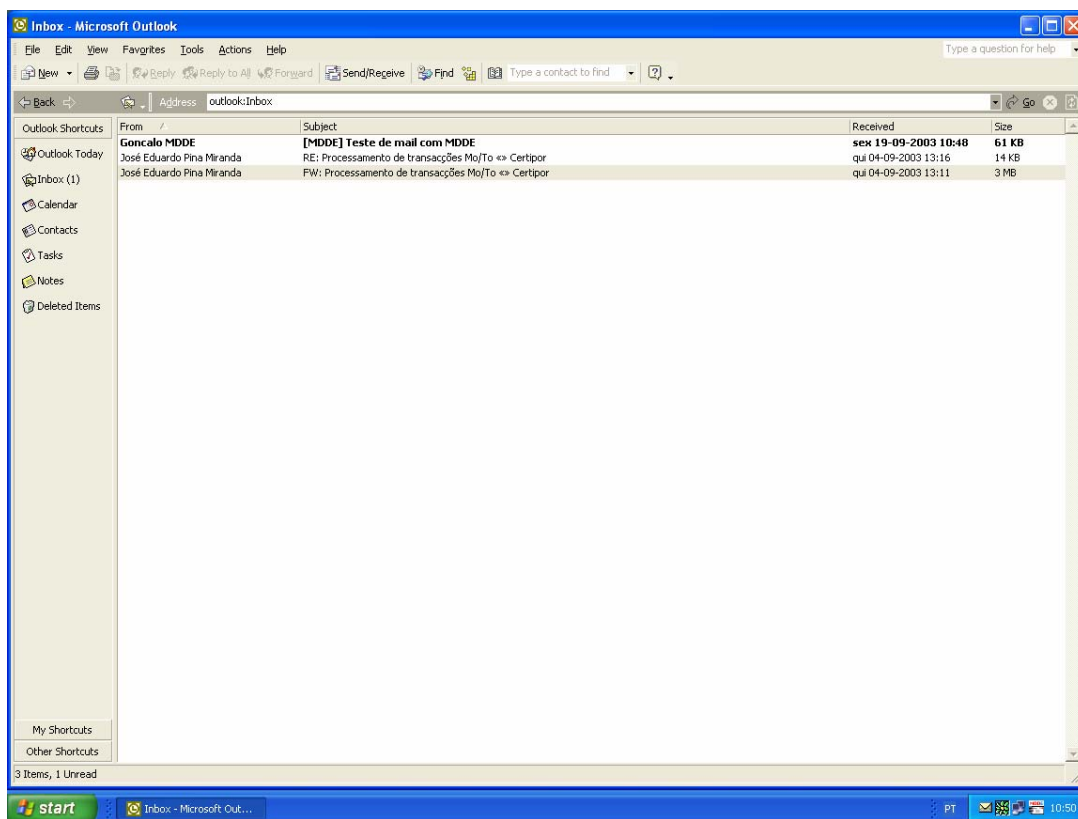 Inbox - Microsoft Outlook
File Edit View Favorites Tools Actions Help Type a question for help
New Reply Reply to All Forward Send/Receive Find Type a contact to find
Back Address outlook:Inbox Go
Outlook Shortcuts From Subject Received Size
Goncalo MDDE [MDDE] Teste de mail com MDDE sex 19-09-2003 10:48 61 KB
Outlook Today José Eduardo Pina Miranda RE: Processamento de transacções Mo/To «» Certipor qui 04-09-2003 13:16 14 KB
José Eduardo Pina Miranda FW: Processamento de transacções Mo/To «» Certipor qui 04-09-2003 13:11 3 MB
Inbox (1)
Calendar
Contacts
Tasks
Notes
Deleted Items
My Shortcuts
Other Shortcuts
3 Items, 1 Unread
start Inbox - Microsoft Out... PT 10:50